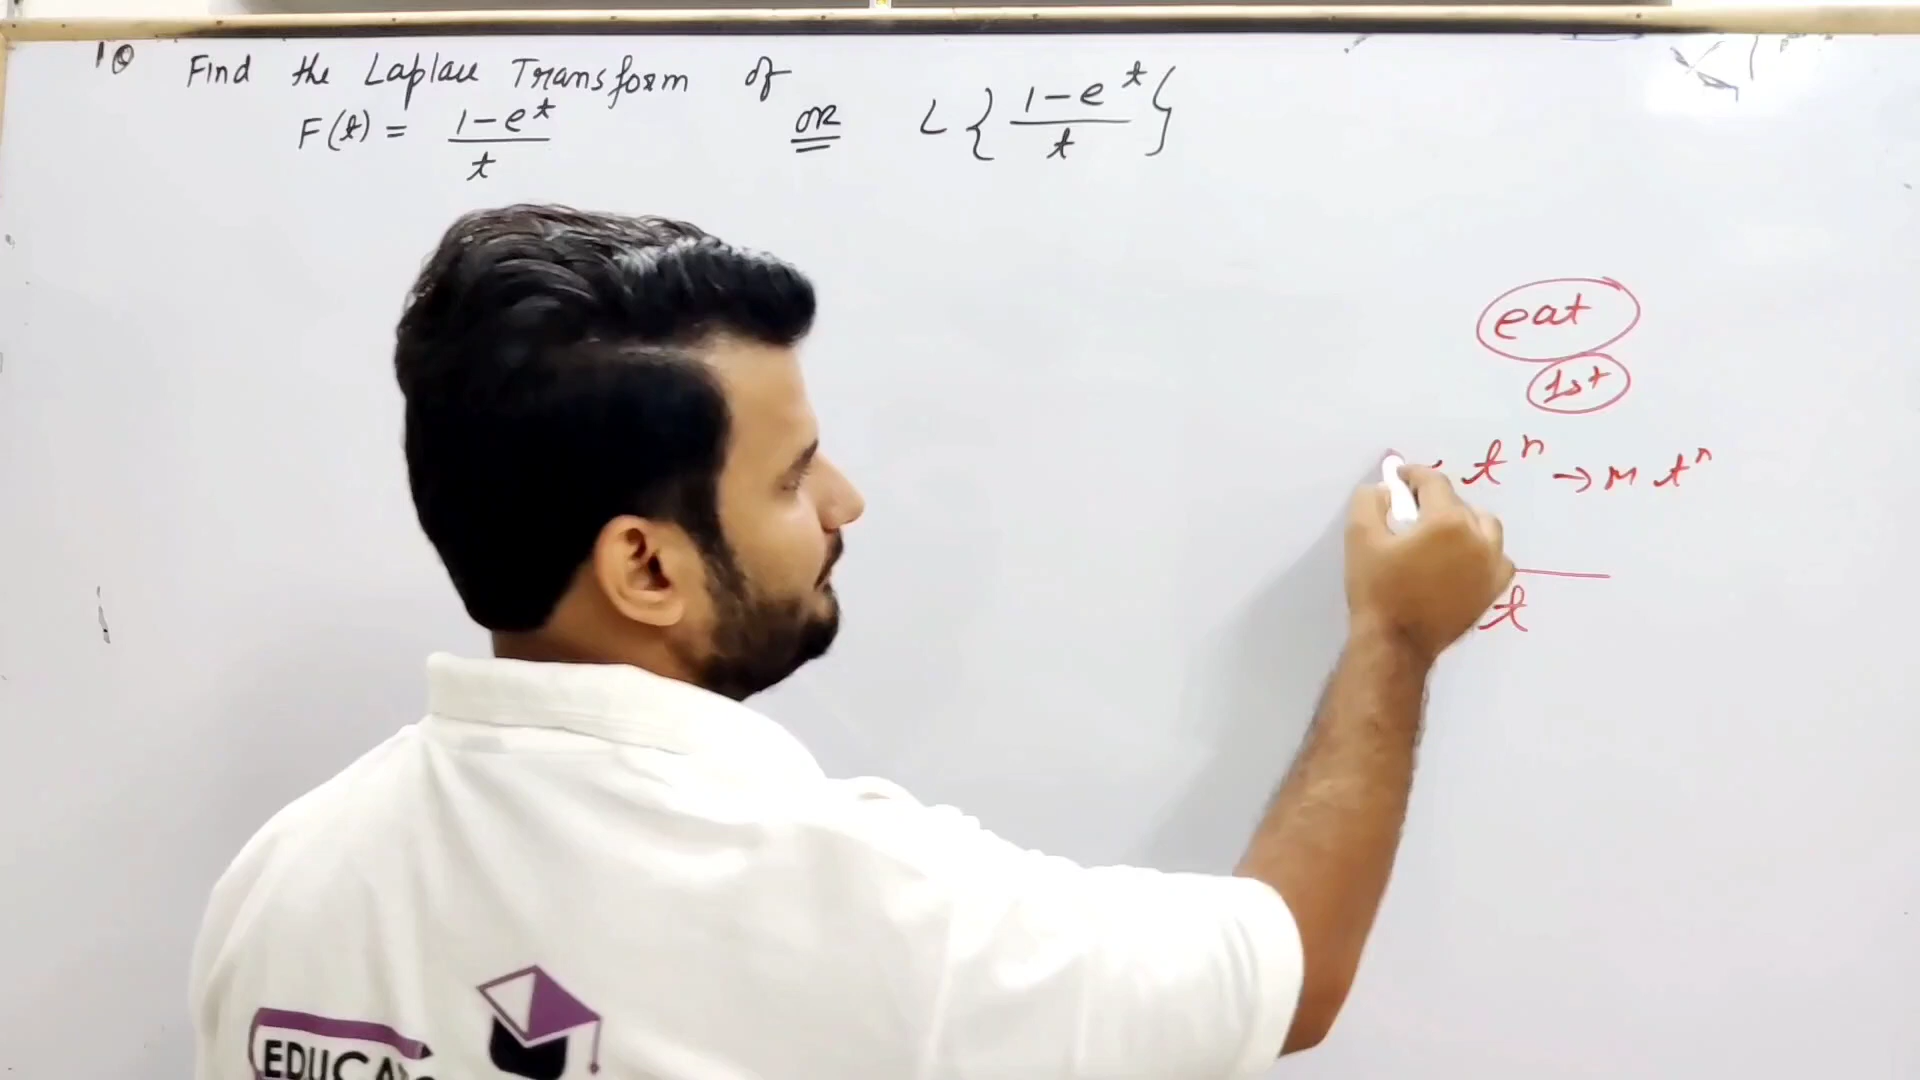 1Q Find the Laplace Transform of
F(t) = 1-e^t / t or L{1-e^t / t}
eat
1st
t^n → M t^n
t
EDUCA